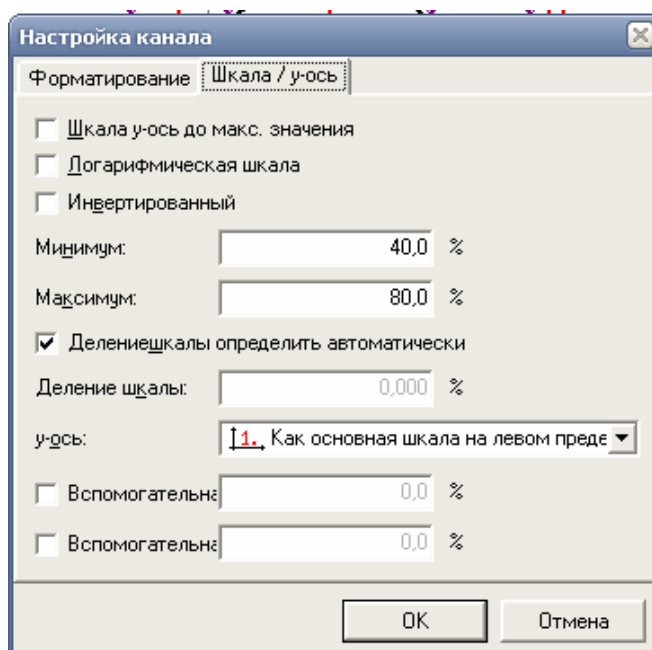 Настройка канала
Форматирование Шкала / y-ось
Шкала y-ось до макс. значения
Логарифмическая шкала
Инвертированный
Минимум: 40,0 %
Максимум: 80,0 %
Делениешкалы определить автоматически
Деление шкалы: 0,000 %
y-ось: 1. Как основная шкала на левом преде
Вспомогательна 0,0 %
Вспомогательна 0,0 %
OK Отмена